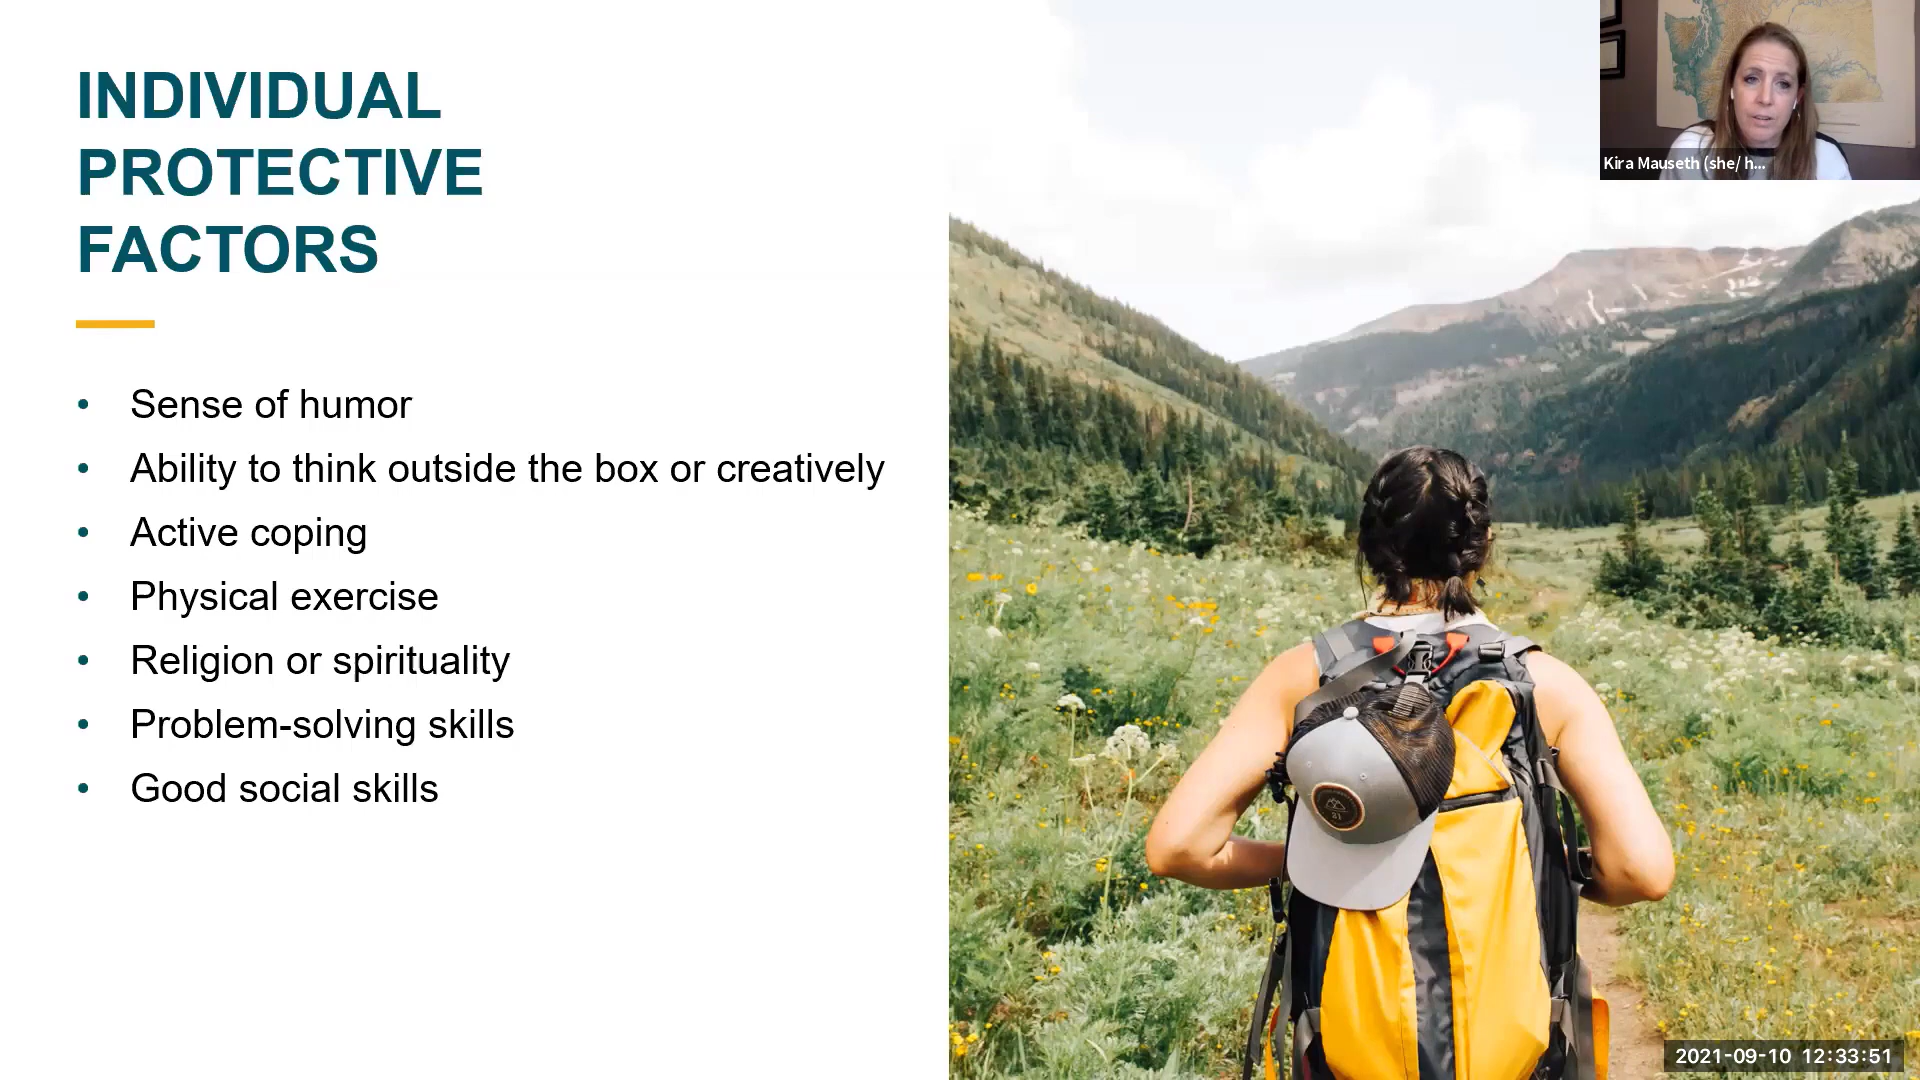 INDIVIDUAL
PROTECTIVE
FACTORS
• Sense of humor
• Ability to think outside the box or creatively
• Active coping
• Physical exercise
• Religion or spirituality
• Problem-solving skills
• Good social skills
Kira Mauseth (she/ h...
2021-09-10 12:33:51